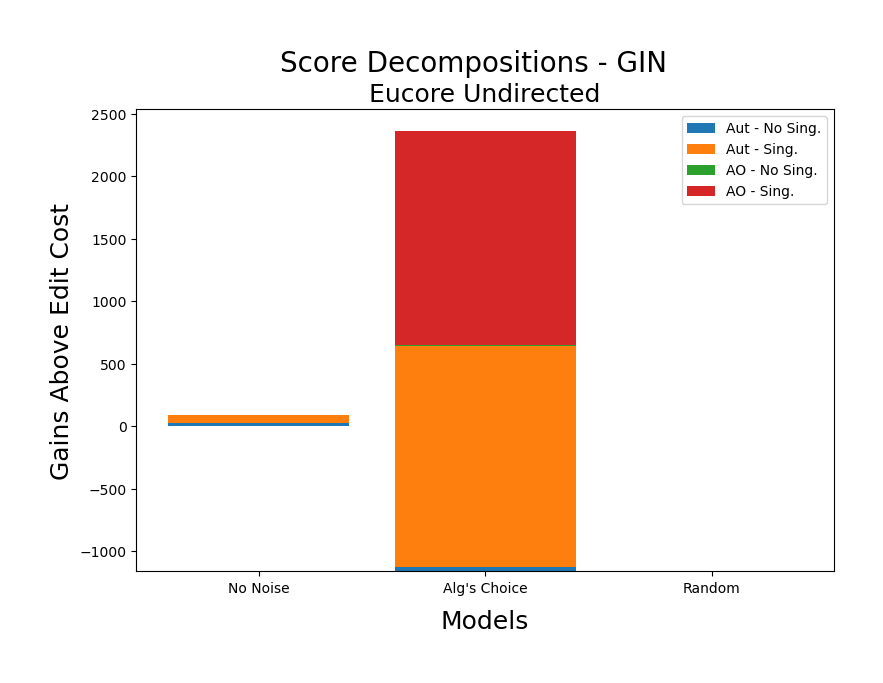 Score Decompositions - GIN
Eucore Undirected
2500
2000
1500
1000
500
0
−500
−1000
Gains Above Edit Cost
Aut - No Sing.
Aut - Sing.
AO - No Sing.
AO - Sing.
No Noise
Alg's Choice
Random
Models